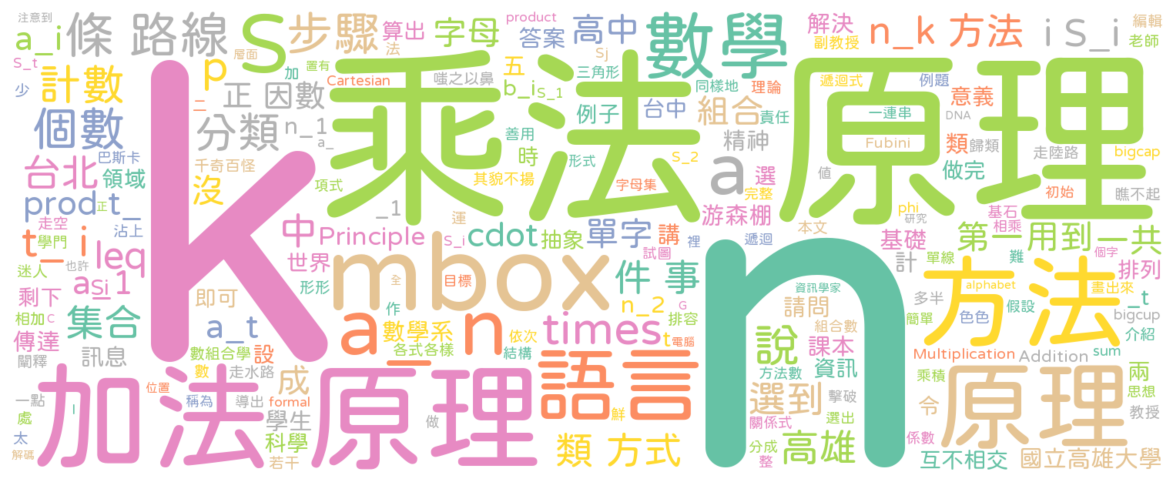 注意到
a_i
條 路線
S
步驟
算出
字母
product
答案
高中
數學
解決
副教授
n_k 方法
i S_i
編輯
老師
S_t
少
層面
計數
p
二
置有
加
法
Cartesian
嗤之以鼻
五
b_i
S_1
Sj
三角形
例子
台中
同樣地
理論
遞迴式
例題
意義
DNA
個數
正 因數
分類
n_1
a_
乘法原理
善用
時
形式
S_2
組合
責任
精神
一連串
Fubini
類
歸類
走陸路
bigcap
台北
巴斯卡
領域
千奇百怪
沒
項式
其貌不揚
字母集
選
a
完整
值
瞧不起
初始
prod
t_
走空
正
沾上
_1
運
k
中
Principle
S_i
cdot
抽象
單字
裡
講
遞迴
游森棚
本文
phi
研究
基石
相乘
基礎
第一
用到
一共
t_i
學門
leq
世界
mbox
件 事
試圖
計
單線
難
個字
排列
迷人
也許
a_1
Si
即可
形形
作
全
目標
n_2
G
排容
n
資訊學家
請問
多半
alphabet
畫出來
方法
_t
剩下
相加
C
集合
a_t
數學系
各式各樣
a_n
times
t
電腦
組合數
簡單
假設
色色
bigcup
介紹
傳達
闡釋
訊息
數組合學
數
設
走水路
依次
結構
語言
說
課本
方法數
資訊
Multiplication
Addition
sum
乘積
導出
兩
思想
一點
處
太
解碼
I
加法原理
位置
稱為
成
formal
學生
科學
若干
做
鮮
類 方式
選到
擊破
關係式
選出
分成
整
高雄
令
原理
係數
教授
互不相交
國立高雄大學